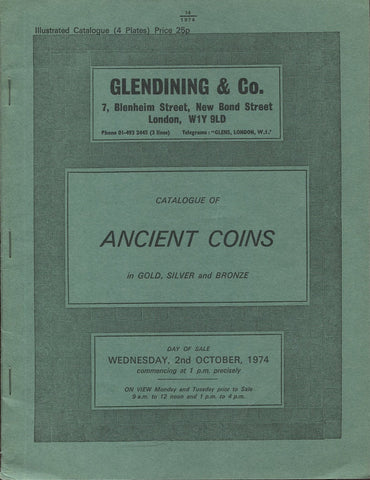 16
1974
Illustrated Catalogue (4 Plates) Price 25p
GLENDINING & Co.
7, Blenheim Street, New Bond Street
London, W1Y 9LD
Phone 01-493 2445 (3 lines) Telegrams: "GLENS, LONDON, W.1."
CATALOGUE OF
ANCIENT COINS
in GOLD, SILVER and BRONZE
DAY OF SALE
WEDNESDAY, 2nd OCTOBER, 1974
commencing at 1 p.m. precisely
ON VIEW Monday and Tuesday prior to Sale
9 a.m. to 12 noon and 1 p.m. to 4 p.m.